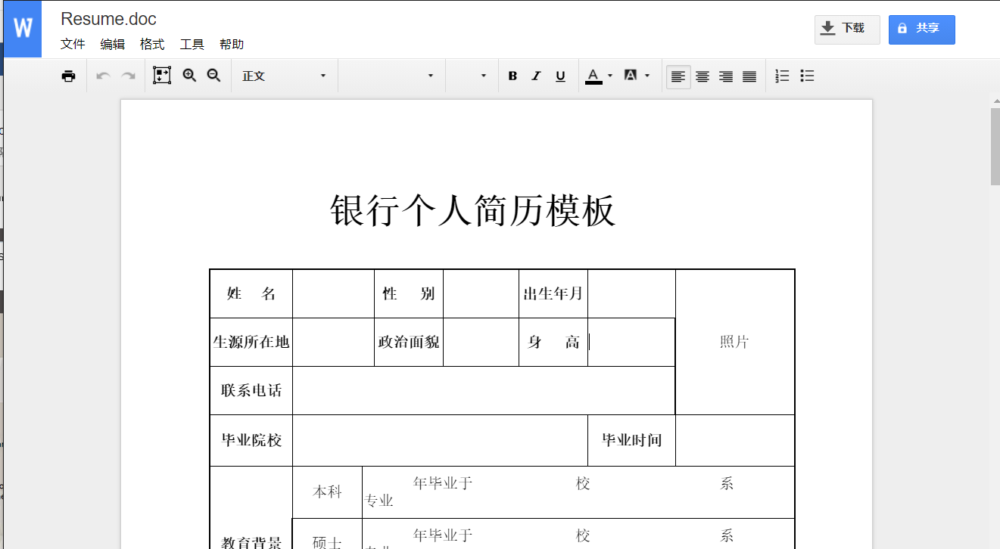 W
Resume.doc
下载
共享
文件 编辑 格式 工具 帮助
正文
B I U A A
银行个人简历模板
姓 名 性 别 出生年月
照片
生源所在地 政治面貌 身 高
联系电话
毕业院校 毕业时间
本科 年毕业于 校 系
专业
教育背景 硕士 年毕业于 校 系
专业